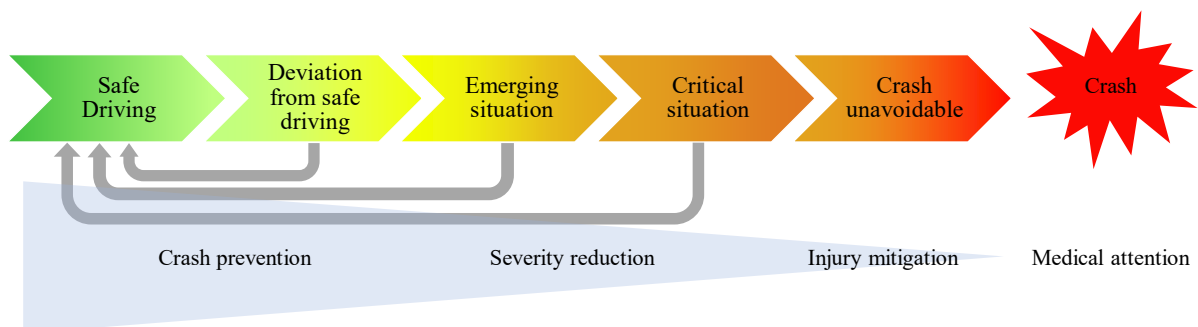 Safe
Driving
Deviation
from safe
driving
Emerging
situation
Critical
situation
Crash
unavoidable
Crash
Crash prevention
Severity reduction
Injury mitigation
Medical attention